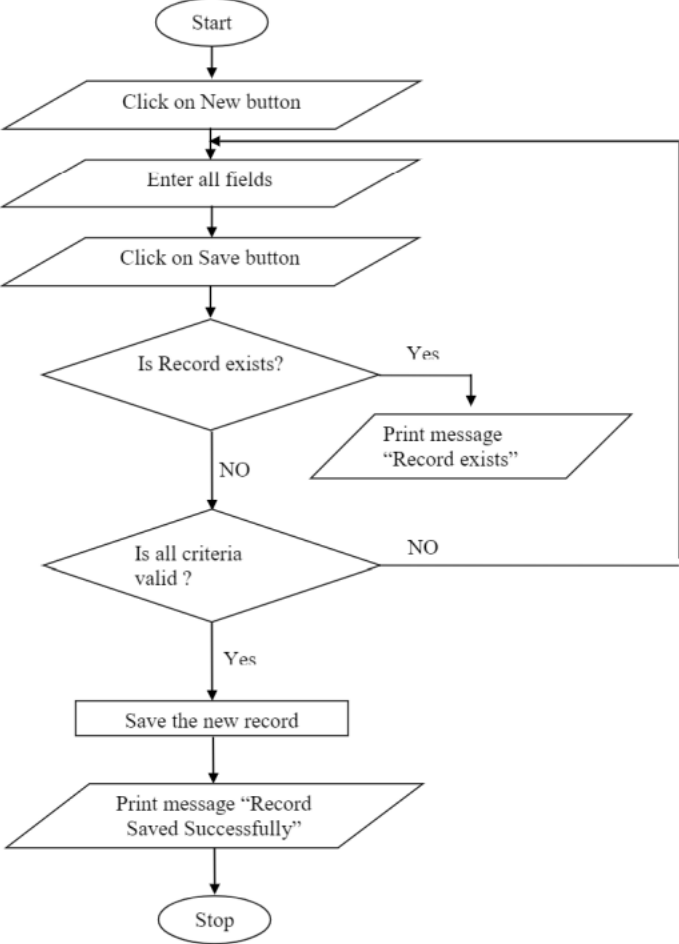 Start
Click on New button
Enter all fields
Click on Save button
Is Record exists?
Yes
Print message
“Record exists”
NO
Is all criteria
valid ?
NO
Yes
Save the new record
Print message “Record
Saved Successfully”
Stop